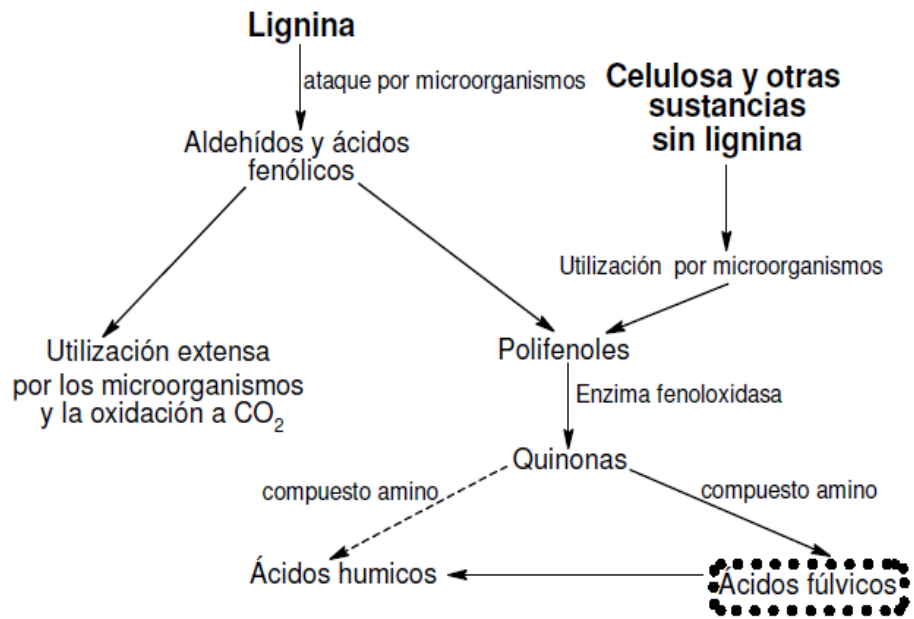 Lignina
ataque por microorganismos
Celulosa y otras
sustancias
sin lignina
Aldehídos y ácidos
fenólicos
Utilización por microorganismos
Utilización extensa
por los microorganismos
y la oxidación a CO2
Polifenoles
Enzima fenoloxidasa
Quinonas
compuesto amino
compuesto amino
Ácidos humicos
Ácidos fúlvicos